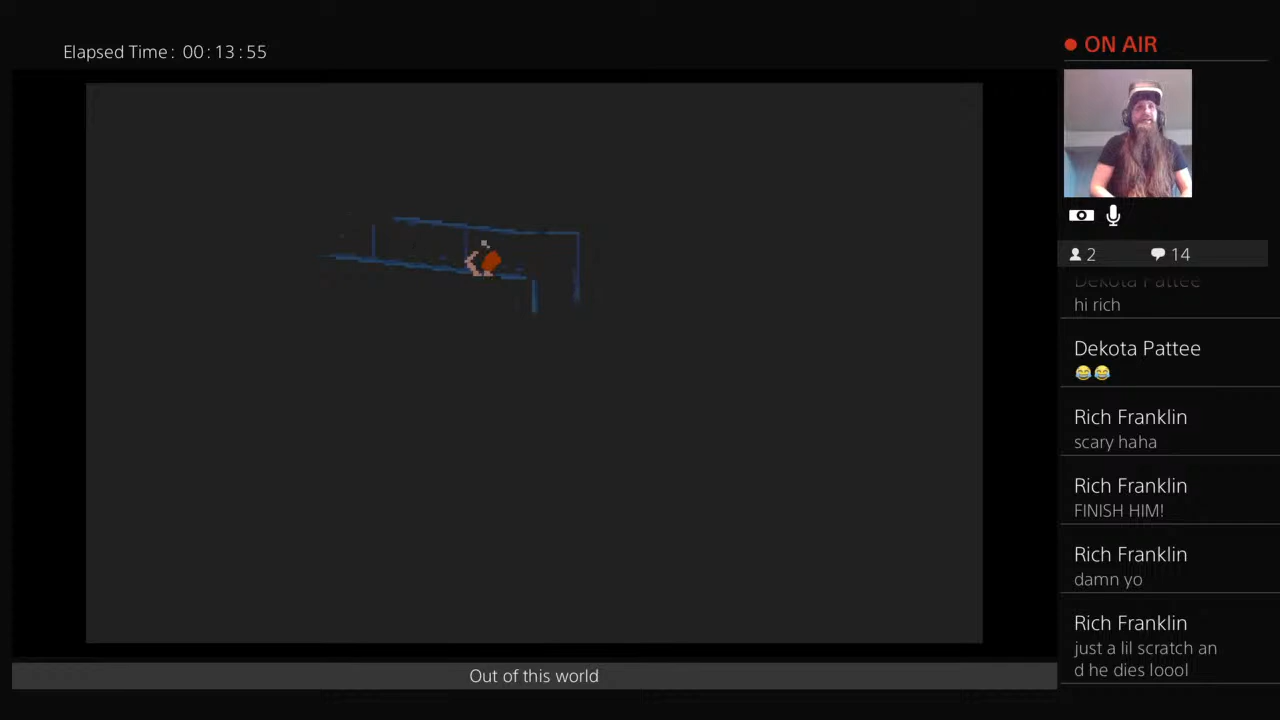 Elapsed Time: 00:13:55
ON AIR
2 14
Dekota Pattee
hi rich
Dekota Pattee
😂😂
Rich Franklin
scary haha
Rich Franklin
FINISH HIM!
Rich Franklin
damn yo
Rich Franklin
just a lil scratch an
d he dies loool
Out of this world